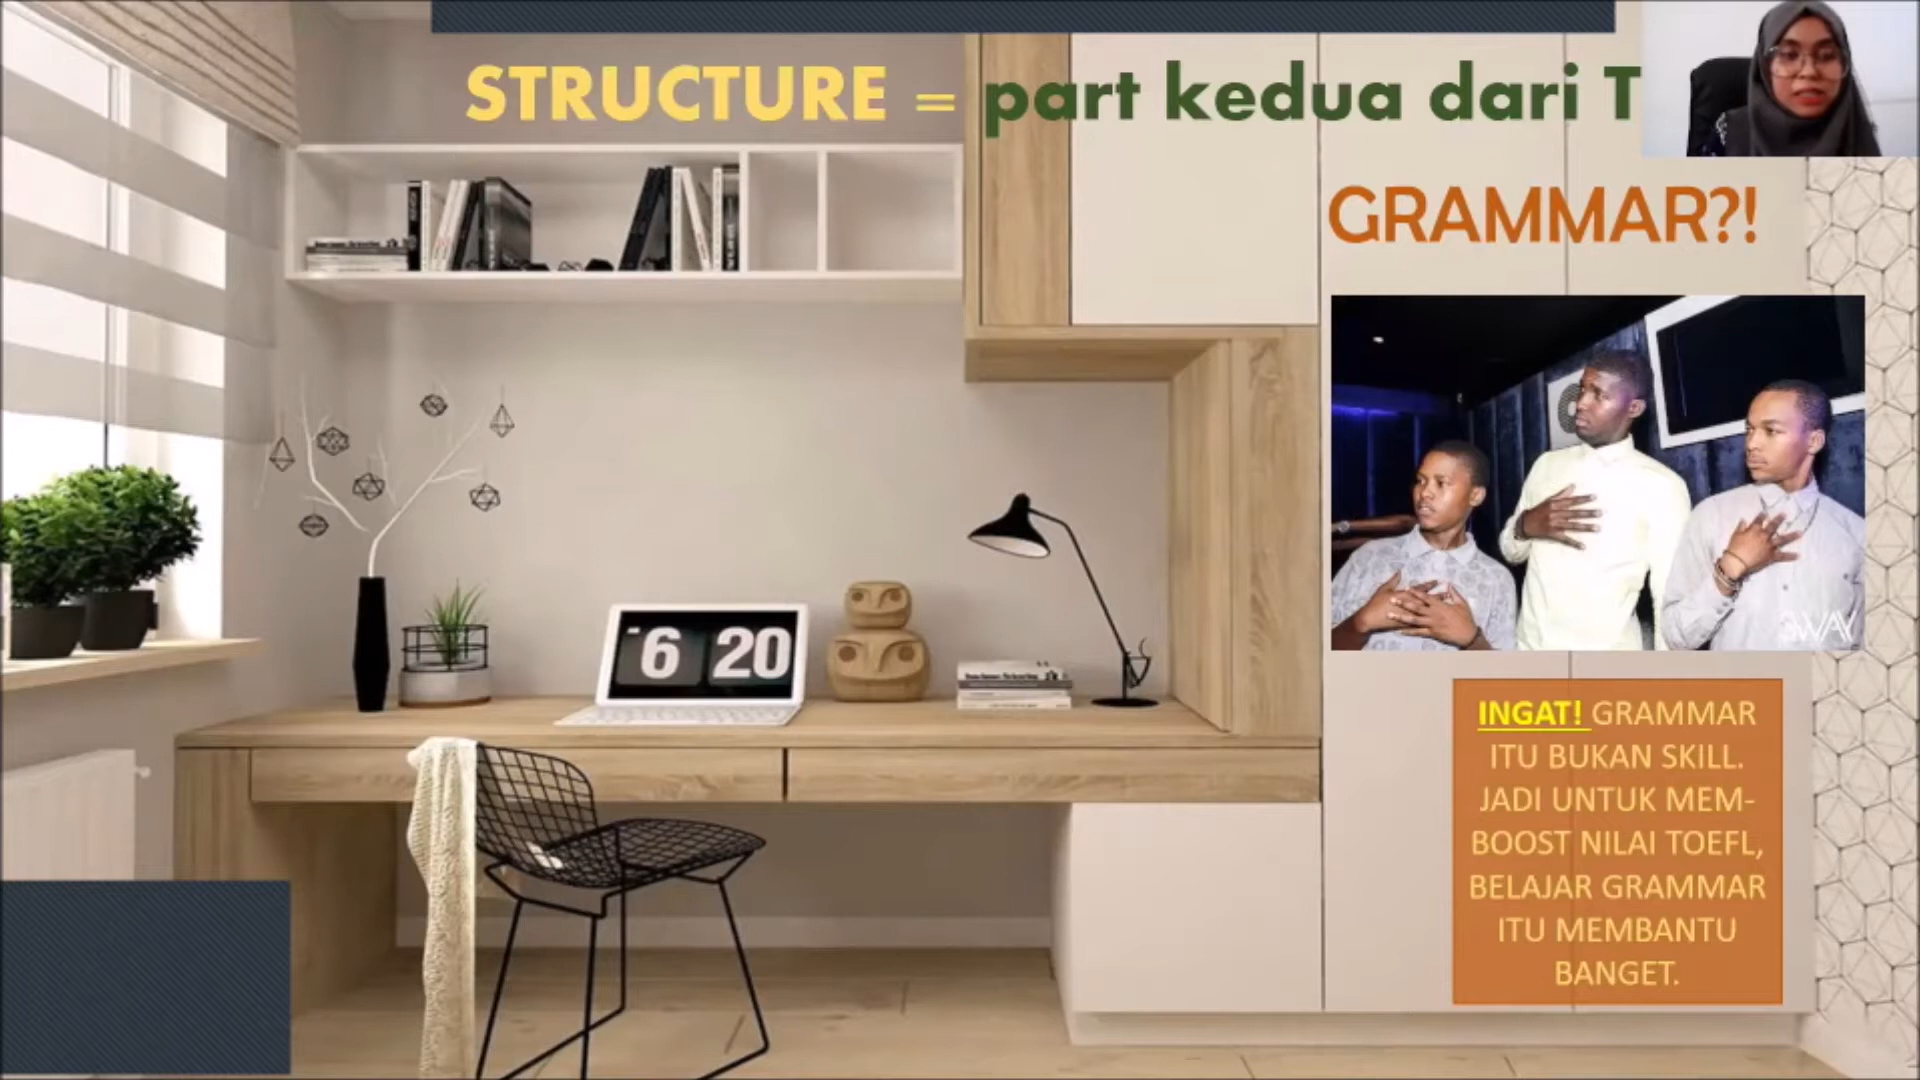 STRUCTURE = part kedua dari T
GRAMMAR?!
6 20
INGAT! GRAMMAR
ITU BUKAN SKILL.
JADI UNTUK MEM-
BOOST NILAI TOEFL,
BELAJAR GRAMMAR
ITU MEMBANTU
BANGET.